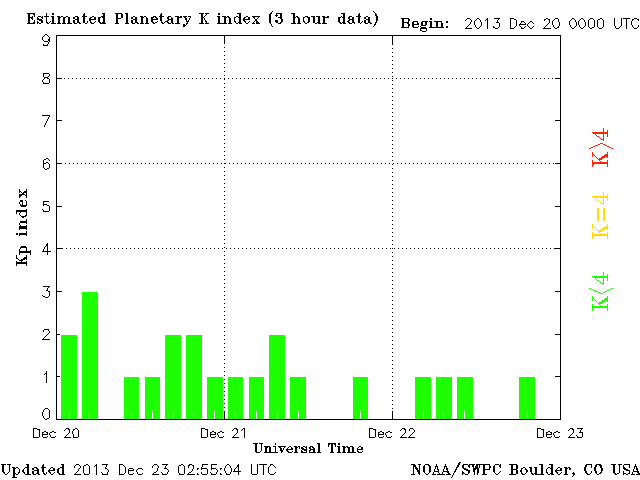 Estimated Planetary K index (3 hour data) Begin: 2013 Dec 20 0000 UTC
9
8
7
6
5
4
3
2
1
0
Kp index
K>4
K=4
K<4
Dec 20 Dec 21 Dec 22 Dec 23
Universal Time
Updated 2013 Dec 23 02:55:04 UTC NOAA/SWPC Boulder, CO USA